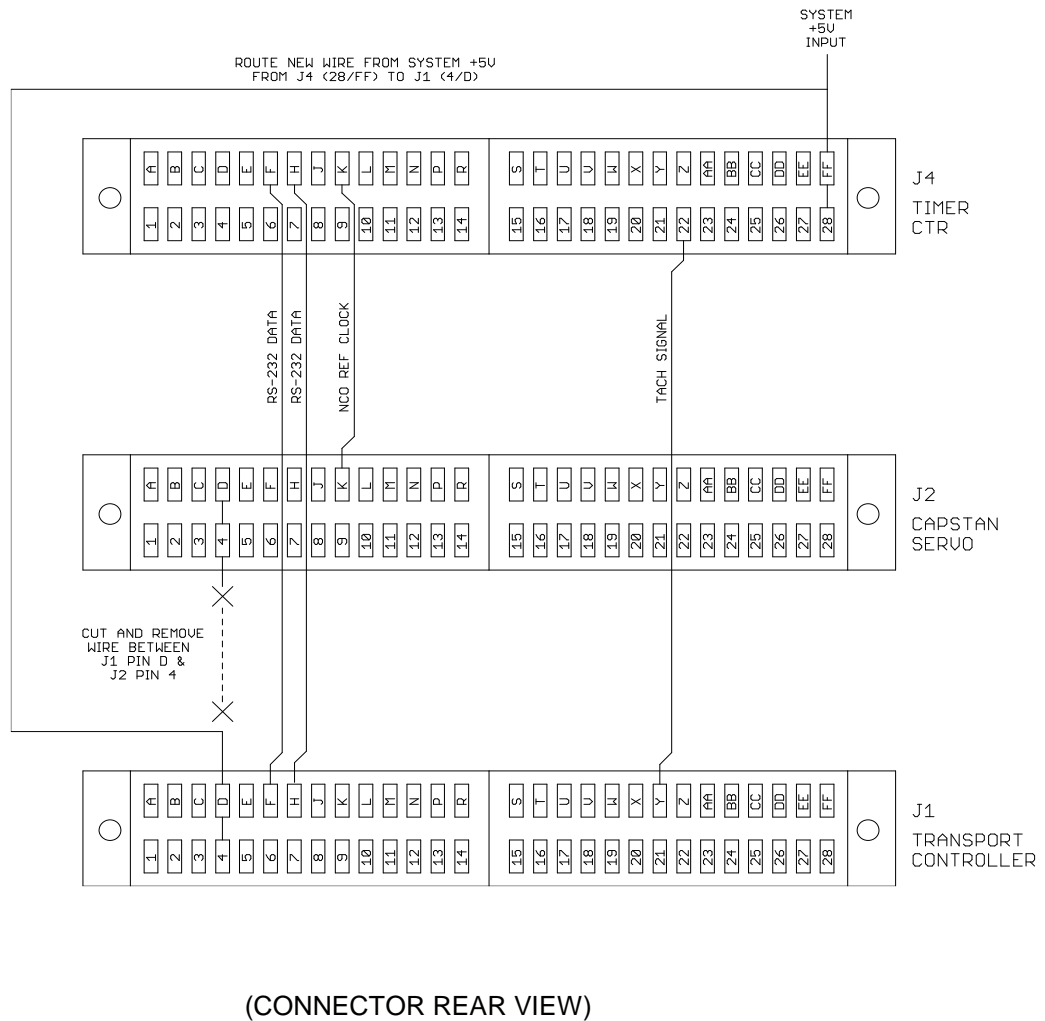 SYSTEM
+5V
INPUT
ROUTE NEW WIRE FROM SYSTEM +5V
FROM J4 (28/FF) TO J1 (4/D)
A B C D E F H J K L M N P R S T U V W X Y Z AA BB CC DD EE FF
1 2 3 4 5 6 7 8 9 10 11 12 13 14 15 16 17 18 19 20 21 22 23 24 25 26 27 28
J4
TIMER
CTR
RS-232 DATA
RS-232 DATA
NCO REF CLOCK
TACH SIGNAL
A B C D E F H J K L M N P R S T U V W X Y Z AA BB CC DD EE FF
1 2 3 4 5 6 7 8 9 10 11 12 13 14 15 16 17 18 19 20 21 22 23 24 25 26 27 28
J2
CAPSTAN
SERVO
CUT AND REMOVE
WIRE BETWEEN
J1 PIN D &
J2 PIN 4
A B C D E F H J K L M N P R S T U V W X Y Z AA BB CC DD EE FF
1 2 3 4 5 6 7 8 9 10 11 12 13 14 15 16 17 18 19 20 21 22 23 24 25 26 27 28
J1
TRANSPORT
CONTROLLER
(CONNECTOR REAR VIEW)